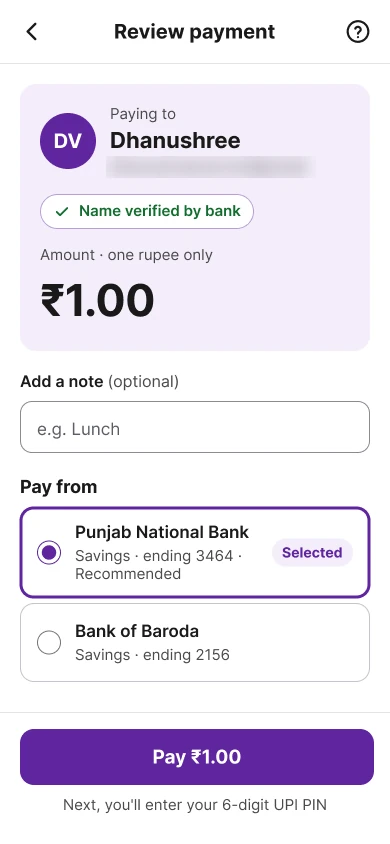 Review payment
Paying to
DV
Dhanushree
Name verified by bank
Amount · one rupee only
₹1.00
Add a note (optional)
e.g. Lunch
Pay from
Punjab National Bank
Savings · ending 3464 ·
Recommended
Selected
Bank of Baroda
Savings · ending 2156
Pay ₹1.00
Next, you'll enter your 6-digit UPI PIN